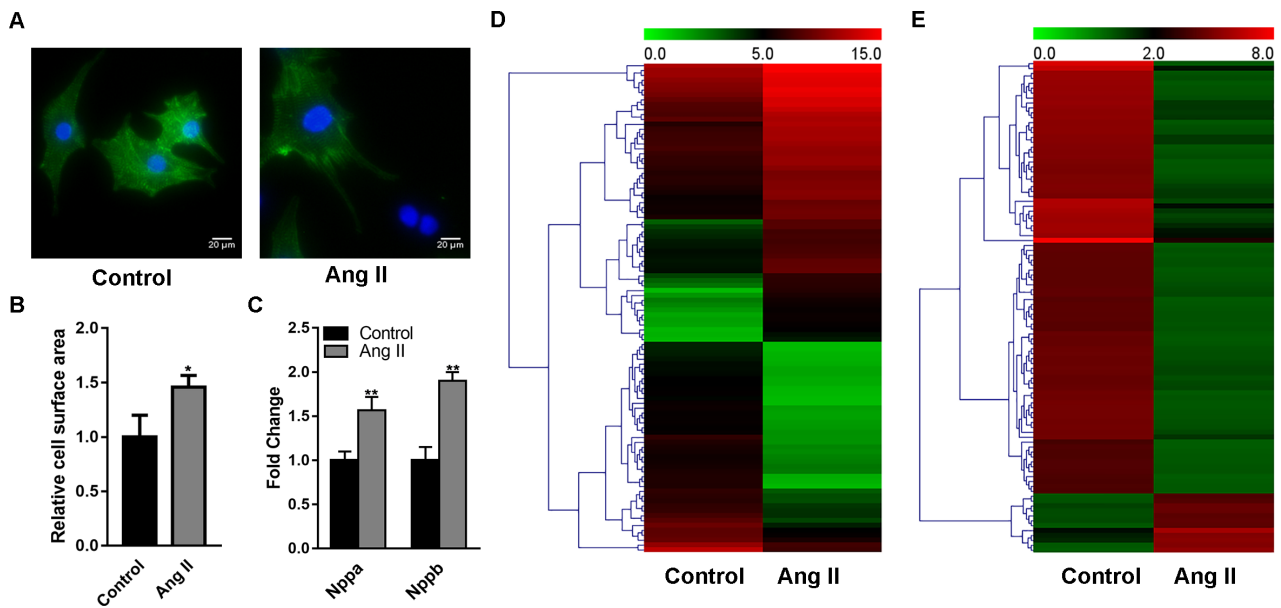 A
20 µm
20 µm
Control
Ang II
B
2.0
1.5
1.0
0.5
0.0
Relative cell surface area
*
Control
Ang II
C
2.5
2.0
1.5
1.0
0.5
0.0
Fold Change
Control
Ang II
**
**
Nppa
Nppb
D
0.0 5.0 15.0
Control Ang II
E
0.0 2.0 8.0
Control Ang II